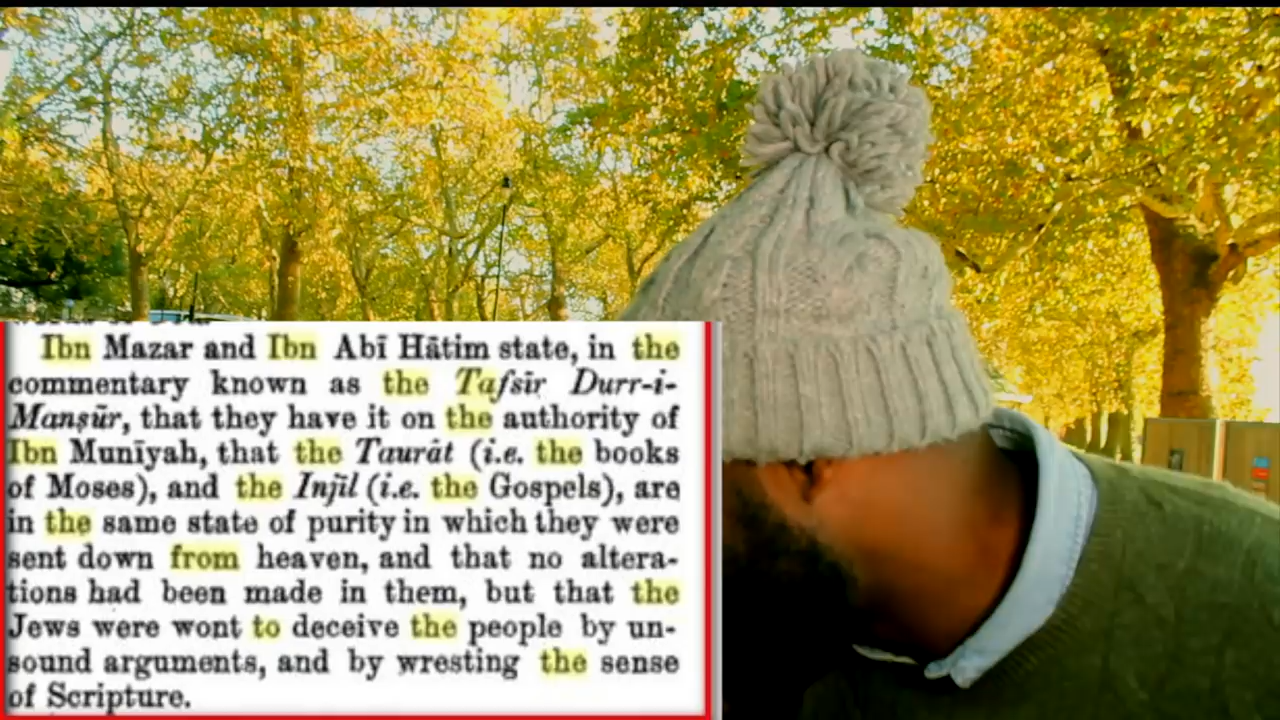 Ibn Mazar and Ibn Abī Hātim state, in the
commentary known as the Tafsīr Durr-i-
Manṣūr, that they have it on the authority of
Ibn Munīyah, that the Taurāt (i.e. the books
of Moses), and the Injīl (i.e. the Gospels), are
in the same state of purity in which they were
sent down from heaven, and that no altera-
tions had been made in them, but that the
Jews were wont to deceive the people by un-
sound arguments, and by wresting the sense
of Scripture.